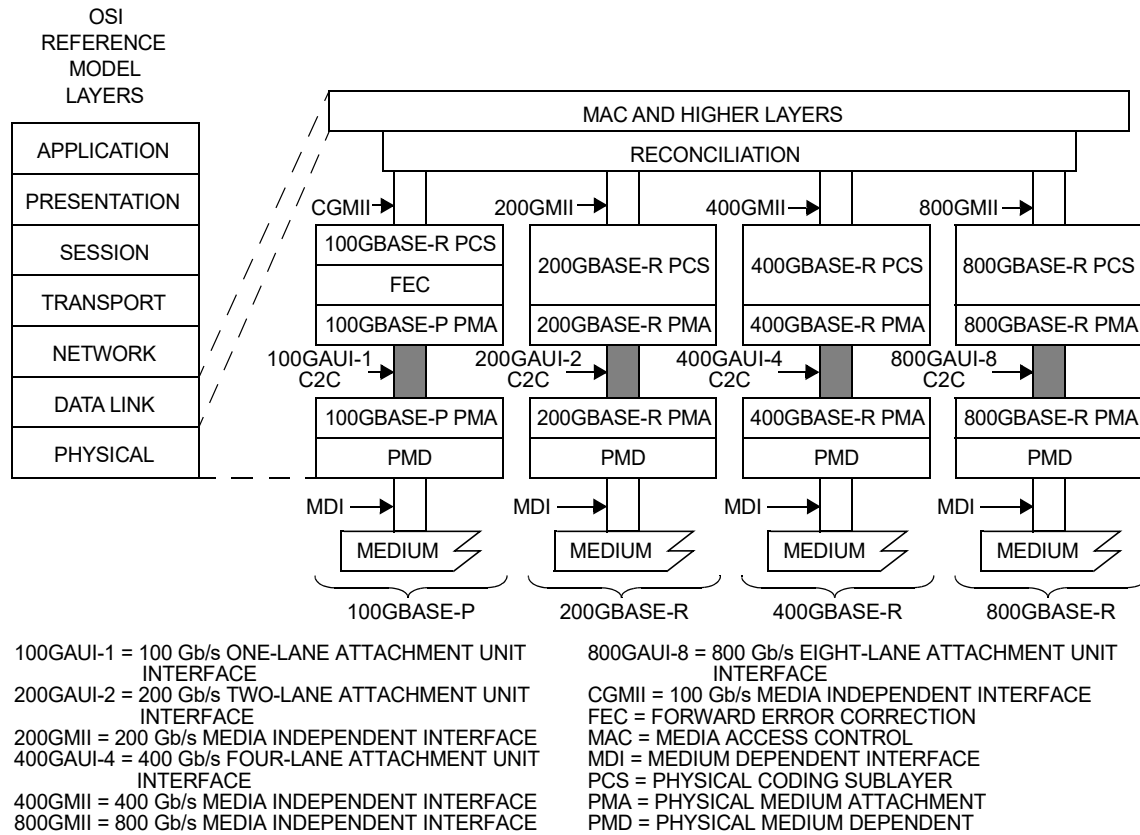 OSI
REFERENCE
MODEL
LAYERS
APPLICATION
PRESENTATION
SESSION
TRANSPORT
NETWORK
DATA LINK
PHYSICAL
MAC AND HIGHER LAYERS
RECONCILIATION
CGMII
200GMII
400GMII
800GMII
100GBASE-R PCS
FEC
200GBASE-R PCS
400GBASE-R PCS
800GBASE-R PCS
100GBASE-P PMA
200GBASE-R PMA
400GBASE-R PMA
800GBASE-R PMA
100GAUI-1
C2C
200GAUI-2
C2C
400GAUI-4
C2C
800GAUI-8
C2C
100GBASE-P PMA
200GBASE-R PMA
400GBASE-R PMA
800GBASE-R PMA
PMD
PMD
PMD
PMD
MDI
MDI
MDI
MDI
MEDIUM
MEDIUM
MEDIUM
MEDIUM
100GBASE-P
200GBASE-R
400GBASE-R
800GBASE-R
100GAUI-1 = 100 Gb/s ONE-LANE ATTACHMENT UNIT
INTERFACE
200GAUI-2 = 200 Gb/s TWO-LANE ATTACHMENT UNIT
INTERFACE
200GMII = 200 Gb/s MEDIA INDEPENDENT INTERFACE
400GAUI-4 = 400 Gb/s FOUR-LANE ATTACHMENT UNIT
INTERFACE
400GMII = 400 Gb/s MEDIA INDEPENDENT INTERFACE
800GMII = 800 Gb/s MEDIA INDEPENDENT INTERFACE
800GAUI-8 = 800 Gb/s EIGHT-LANE ATTACHMENT UNIT
INTERFACE
CGMII = 100 Gb/s MEDIA INDEPENDENT INTERFACE
FEC = FORWARD ERROR CORRECTION
MAC = MEDIA ACCESS CONTROL
MDI = MEDIUM DEPENDENT INTERFACE
PCS = PHYSICAL CODING SUBLAYER
PMA = PHYSICAL MEDIUM ATTACHMENT
PMD = PHYSICAL MEDIUM DEPENDENT